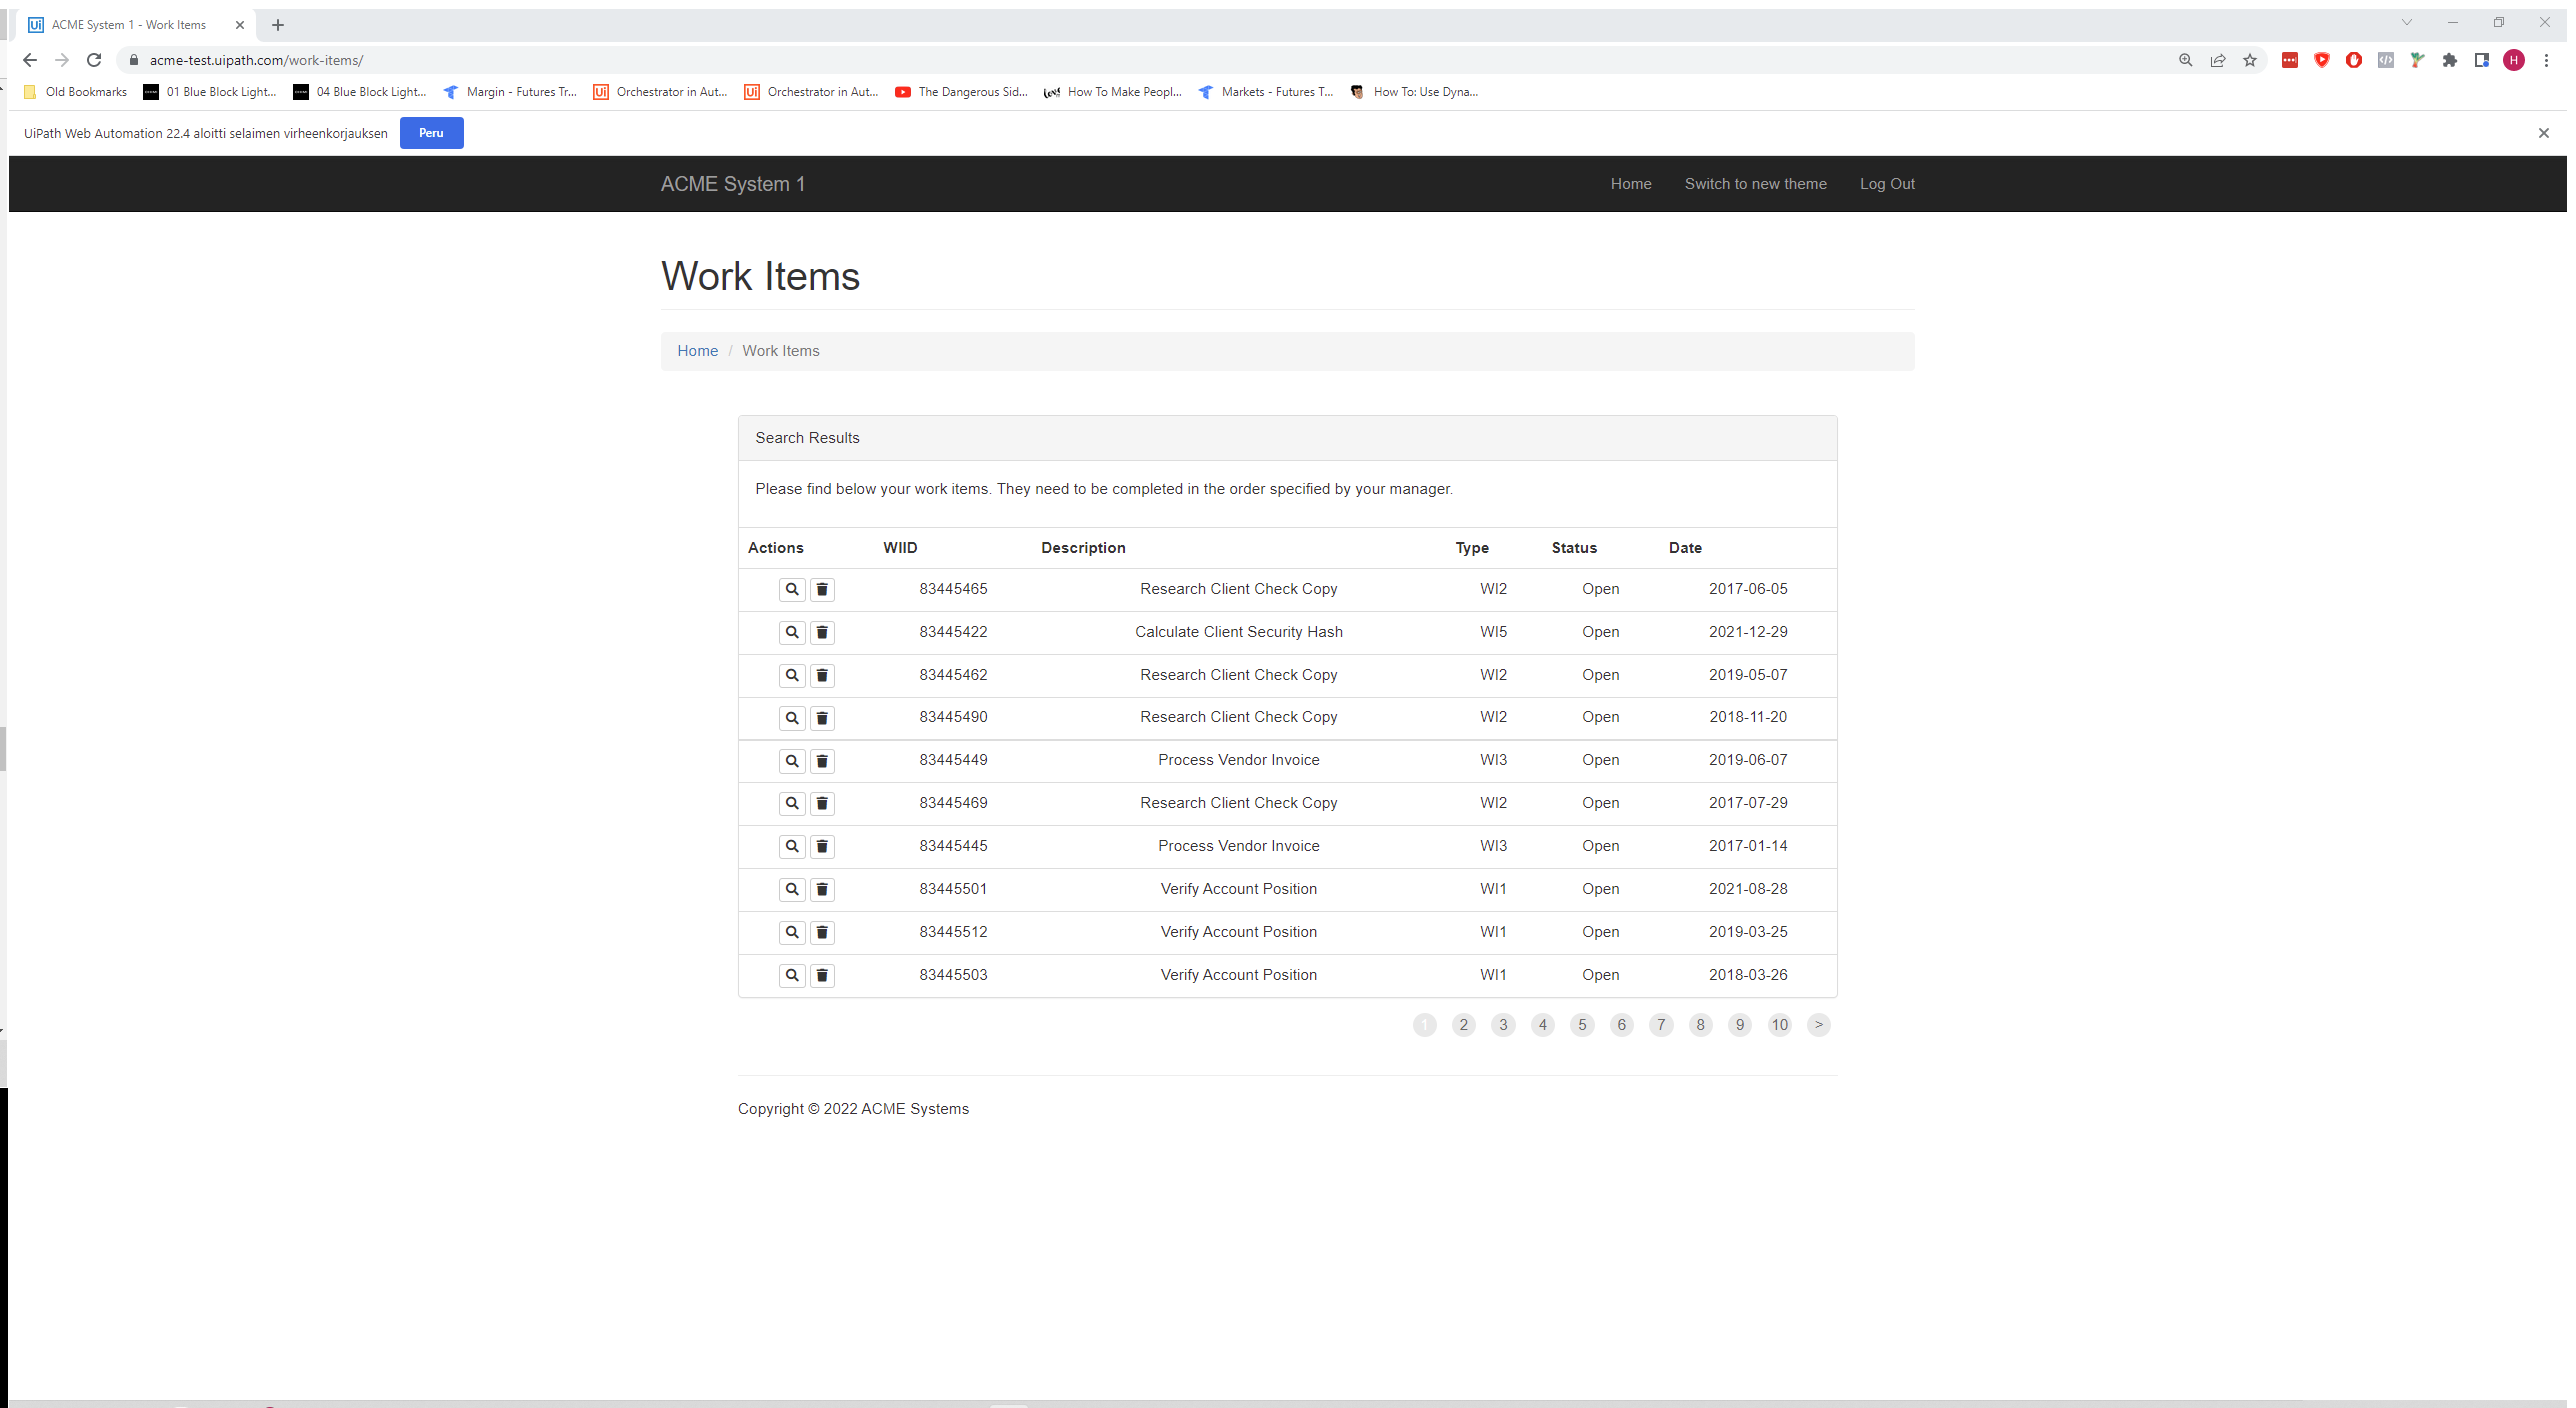 ACME System 1 - Work Items
acme-test.uipath.com/work-items/
Old Bookmarks 01 Blue Block Light... 04 Blue Block Light... Margin - Futures Tr... Orchestrator in Aut... Orchestrator in Aut... The Dangerous Sid... How To Make Peopl... Markets - Futures T... How To: Use Dyna...
UiPath Web Automation 22.4 aloitti selaimen virheenkorjauksen Peru
ACME System 1 Home Switch to new theme Log Out
Work Items
Home / Work Items
Search Results
Please find below your work items. They need to be completed in the order specified by your manager.
Actions WIID Description Type Status Date
83445465 Research Client Check Copy WI2 Open 2017-06-05
83445422 Calculate Client Security Hash WI5 Open 2021-12-29
83445462 Research Client Check Copy WI2 Open 2019-05-07
83445490 Research Client Check Copy WI2 Open 2018-11-20
83445449 Process Vendor Invoice WI3 Open 2019-06-07
83445469 Research Client Check Copy WI2 Open 2017-07-29
83445445 Process Vendor Invoice WI3 Open 2017-01-14
83445501 Verify Account Position WI1 Open 2021-08-28
83445512 Verify Account Position WI1 Open 2019-03-25
83445503 Verify Account Position WI1 Open 2018-03-26
1 2 3 4 5 6 7 8 9 10 >
Copyright © 2022 ACME Systems